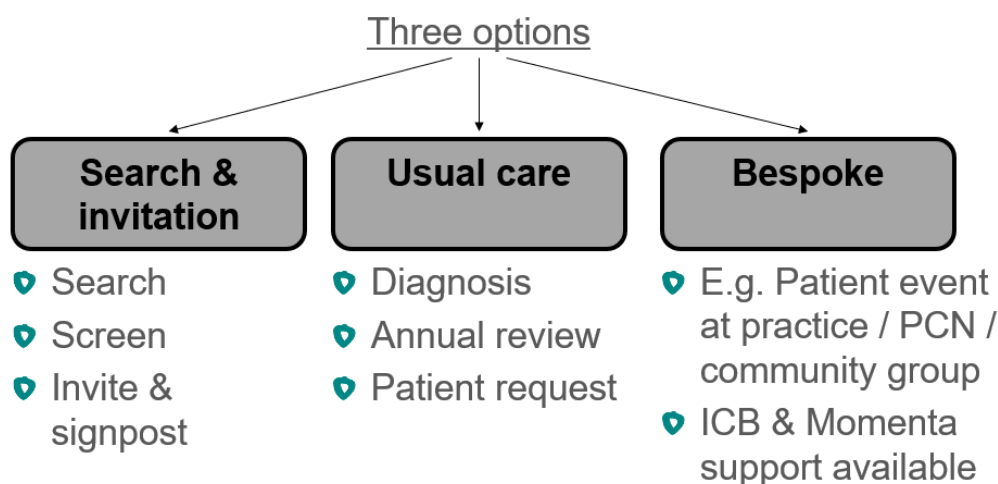 Three options
Search &
invitation
Search
Screen
Invite &
signpost
Usual care
Diagnosis
Annual review
Patient request
Bespoke
E.g. Patient event
at practice / PCN /
community group
ICB & Momenta
support available